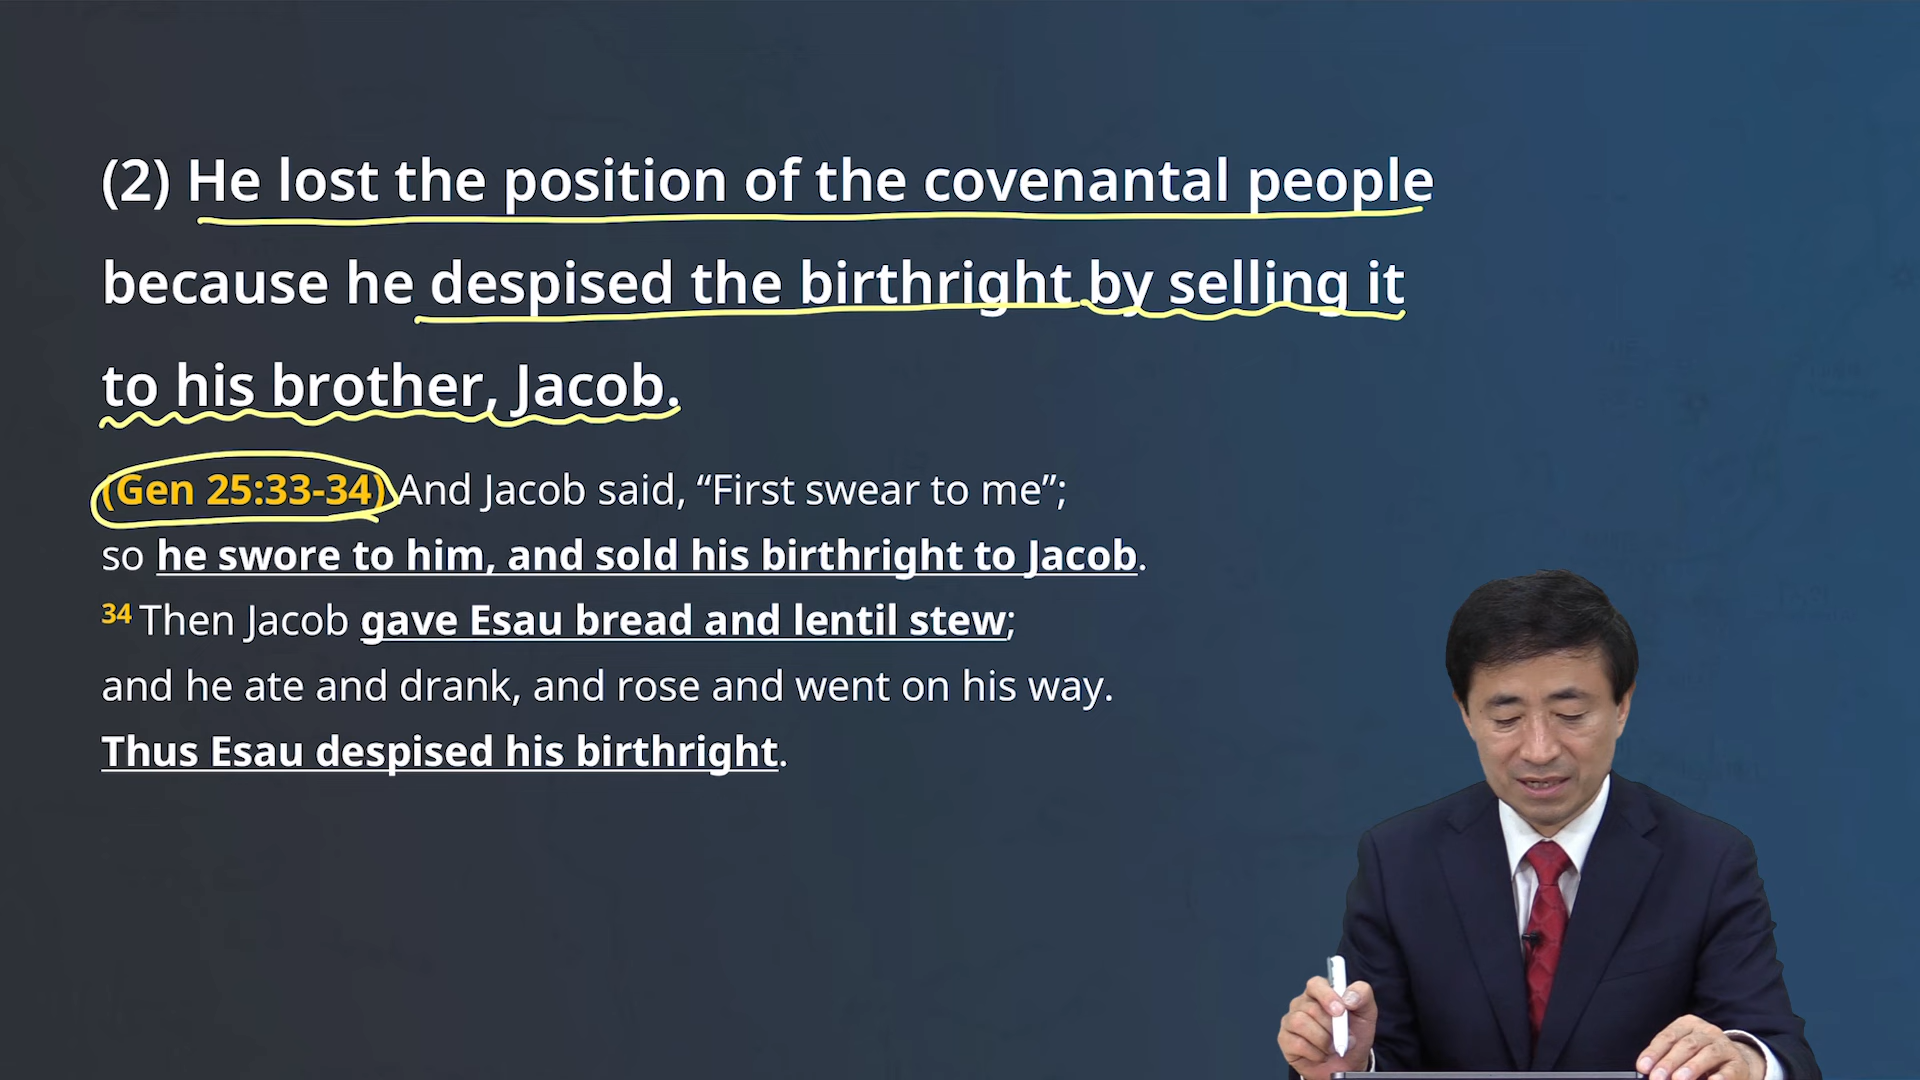 (2) He lost the position of the covenantal people
because he despised the birthright by selling it
to his brother, Jacob.
(Gen 25:33-34) And Jacob said, “First swear to me”;
so he swore to him, and sold his birthright to Jacob.
34 Then Jacob gave Esau bread and lentil stew;
and he ate and drank, and rose and went on his way.
Thus Esau despised his birthright.